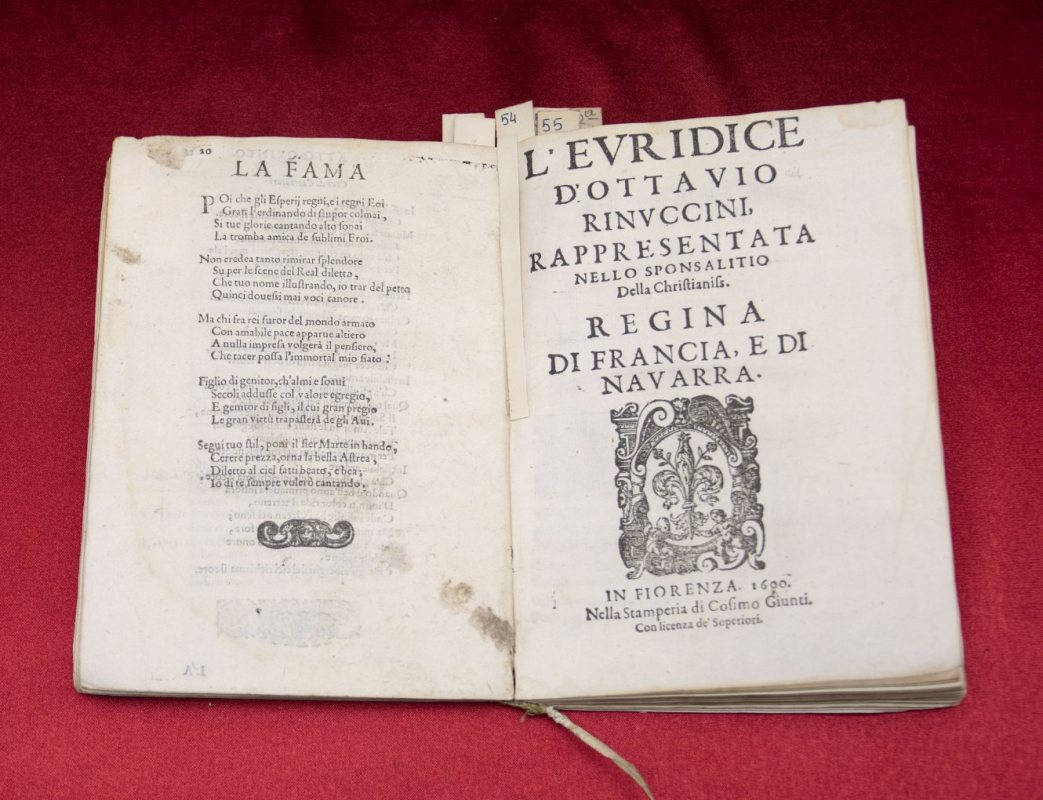 54
55
2a
20
LA FAMA
POi che gli Esperij regni, e i regni Eoi
Gran Ferdinando di stupor colmai,
Si tue glorie cantando alto sonai
La tromba amica de sublimi Eroi.
Non credea tanto rimirar splendore
Su per le scene del Real diletto,
Che tuo nome illustrando, io trar del petto
Quinci douessi mai voci canore.
Ma chi fra rei furor del mondo armato
Con amabile pace apparue altiero
A nulla impresa volgerà il pensiero,
Che tacer possa l'immortal mio fiato.
Figlio di genitor, ch'almi e soaui
Secoli addusse col valore egregio,
E genitor di figli, il cui gran pregio
Le gran virtù trapasserà de gli Aui.
Segui tuo stil, poni il fier Marte in bando,
Cerere prezza, orna la bella Astrea,
Diletto al ciel fatti beato, e bea;
Io di te sempre volerò cantando.
L'A
L'EVRIDICE
D'OTTAVIO
RINVCCINI,
RAPPRESENTATA
NELLO SPONSALITIO
Della Christianiss.
REGINA
DI FRANCIA, E DI
NAVARRA.
IN FIORENZA. 1600.
Nella Stamperia di Cosimo Giunti.
Con licenza de' Superiori.